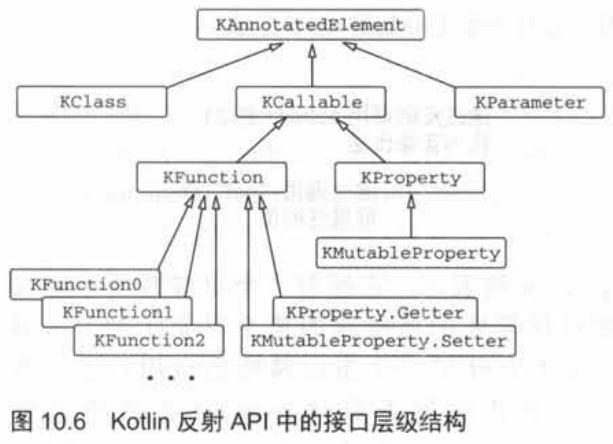 KAnnotatedElement
KClass
KCallable
KParameter
KFunction
KProperty
KMutableProperty
KFunction0
KFunction1
KFunction2
KProperty.Getter
KMutableProperty.Setter
...
图 10.6 Kotlin 反射 API 中的接口层级结构